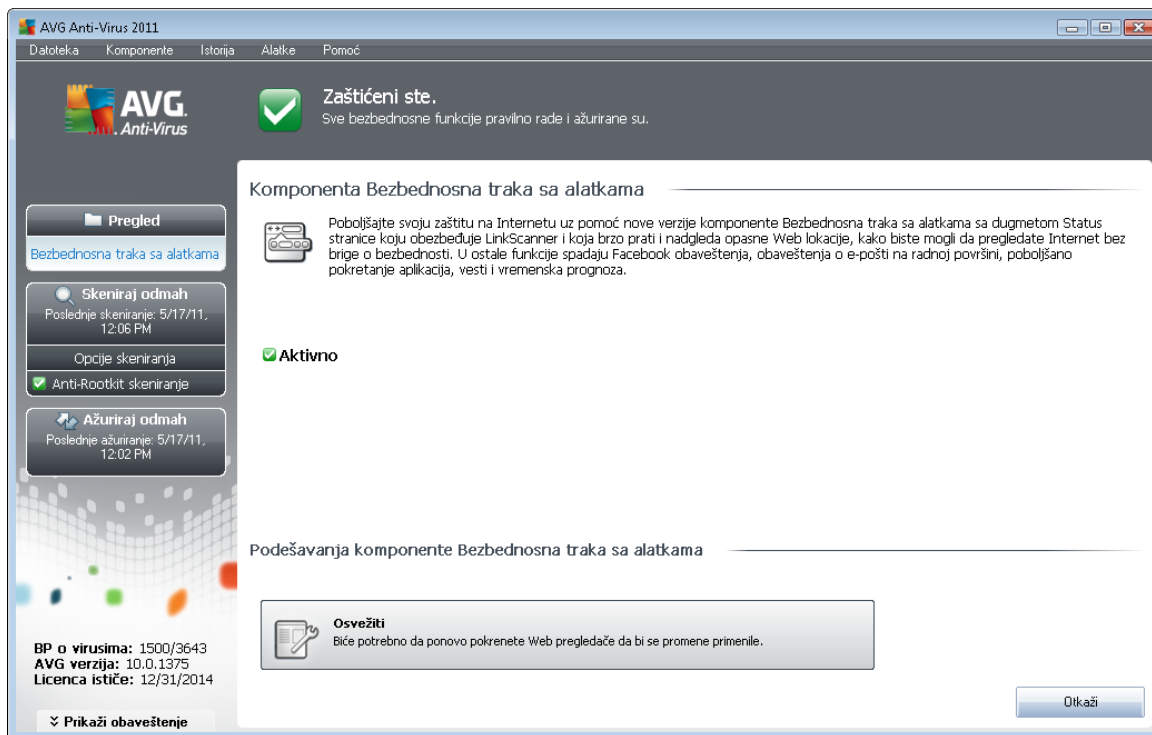 AVG Anti-Virus 2011
Datoteka Komponente Istorija Alatke Pomoć
AVG.
Anti-Virus
Zaštićeni ste.
Sve bezbednosne funkcije pravilno rade i ažurirane su.
Pregled
Bezbednosna traka sa alatkama
Skeniraj odmah
Poslednje skeniranje: 5/17/11,
12:06 PM
Opcije skeniranja
Anti-Rootkit skeniranje
Ažuriraj odmah
Poslednje ažuriranje: 5/17/11,
12:02 PM
BP o virusima: 1500/3643
AVG verzija: 10.0.1375
Licenca ističe: 12/31/2014
Prikaži obaveštenje
Komponenta Bezbednosna traka sa alatkama
Poboljšajte svoju zaštitu na Internetu uz pomoć nove verzije komponente Bezbednosna traka sa alatkama sa dugmetom Status
stranice koju obezbeđuje LinkScanner i koja brzo prati i nadgleda opasne Web lokacije, kako biste mogli da pregledate Internet bez
brige o bezbednosti. U ostale funkcije spadaju Facebook obaveštenja, obaveštenja o e-pošti na radnoj površini, poboljšano
pokretanje aplikacija, vesti i vremenska prognoza.
Aktivno
Podešavanja komponente Bezbednosna traka sa alatkama
Osvežiti
Biće potrebno da ponovo pokrenete Web pregledače da bi se promene primenile.
Otkaži